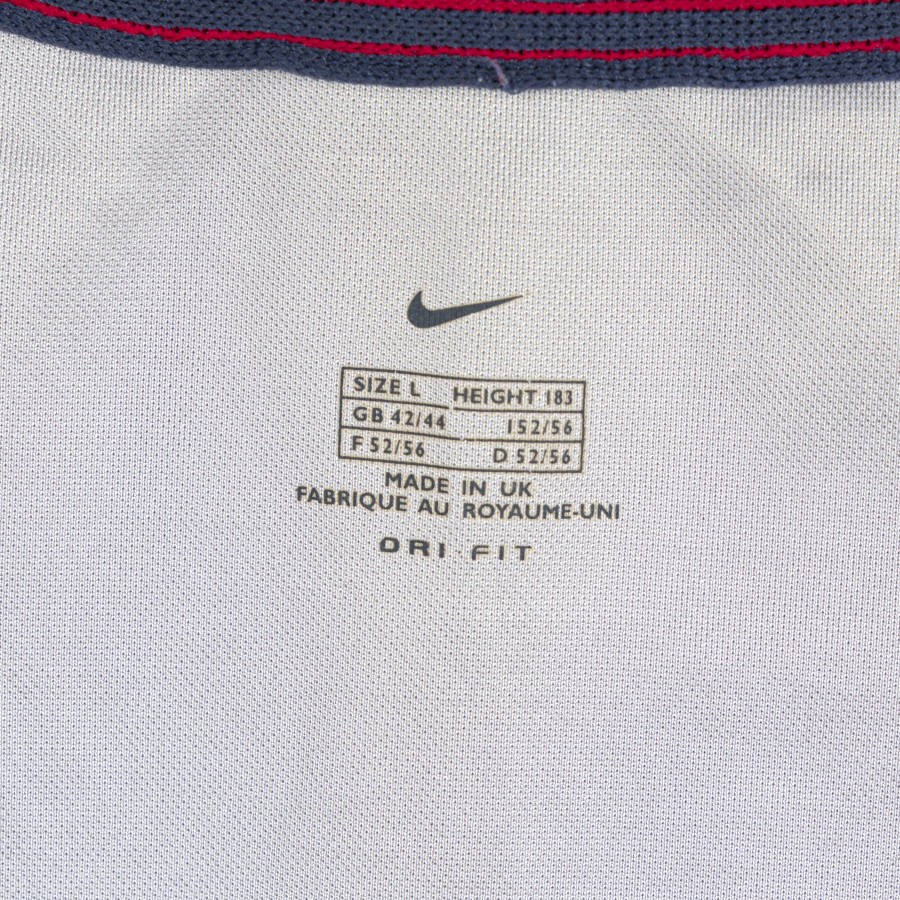 SIZE L HEIGHT 183
GB 42/44 I 52/56
F 52/56 D 52/56
MADE IN UK
FABRIQUE AU ROYAUME-UNI
DRI·FIT